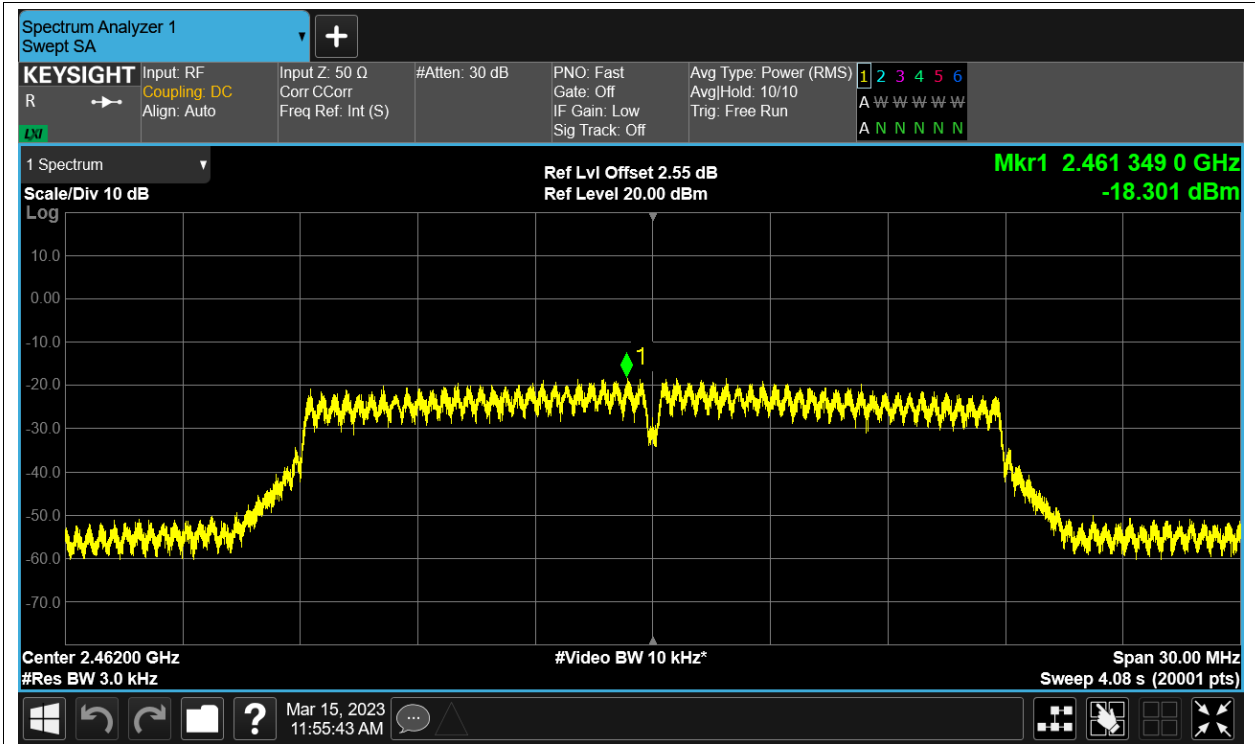 Spectrum Analyzer 1
Swept SA
+
KEYSIGHT
R
LXI
Input: RF
Coupling: DC
Align: Auto
Input Z: 50 Ω
Corr CCorr
Freq Ref: Int (S)
#Atten: 30 dB
PNO: Fast
Gate: Off
IF Gain: Low
Sig Track: Off
Avg Type: Power (RMS)
Avg|Hold: 10/10
Trig: Free Run
1 2 3 4 5 6
A W W W W W
A N N N N N
1 Spectrum
Scale/Div 10 dB
Log
Ref Lvl Offset 2.55 dB
Ref Level 20.00 dBm
Mkr1 2.461 349 0 GHz
-18.301 dBm
10.0
0.00
-10.0
1
-20.0
-30.0
-40.0
-50.0
-60.0
-70.0
Center 2.46200 GHz
#Video BW 10 kHz*
Span 30.00 MHz
#Res BW 3.0 kHz
Sweep 4.08 s (20001 pts)
?
Mar 15, 2023
11:55:43 AM